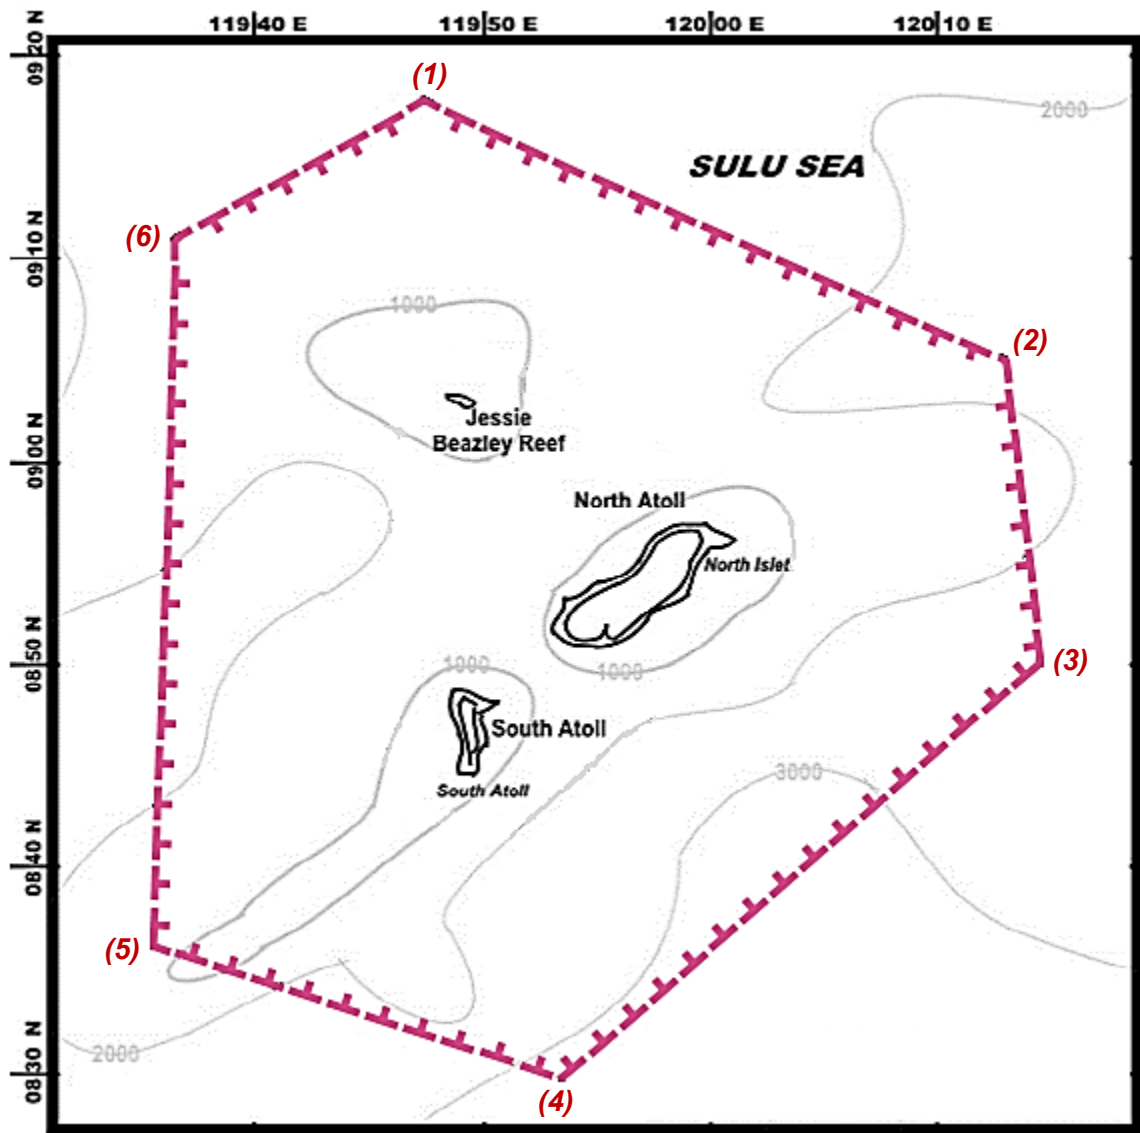 119 40 E
119 50 E
120 00 E
120 10 E
09 20 N
(1)
2000
SULU SEA
(6)
09 10 N
1000
(2)
Jessie
Beazley Reef
09 00 N
North Atoll
North Islet
08 50 N
1000
1000
(3)
South Atoll
South Atoll
3000
08 40 N
(5)
2000
08 30 N
(4)